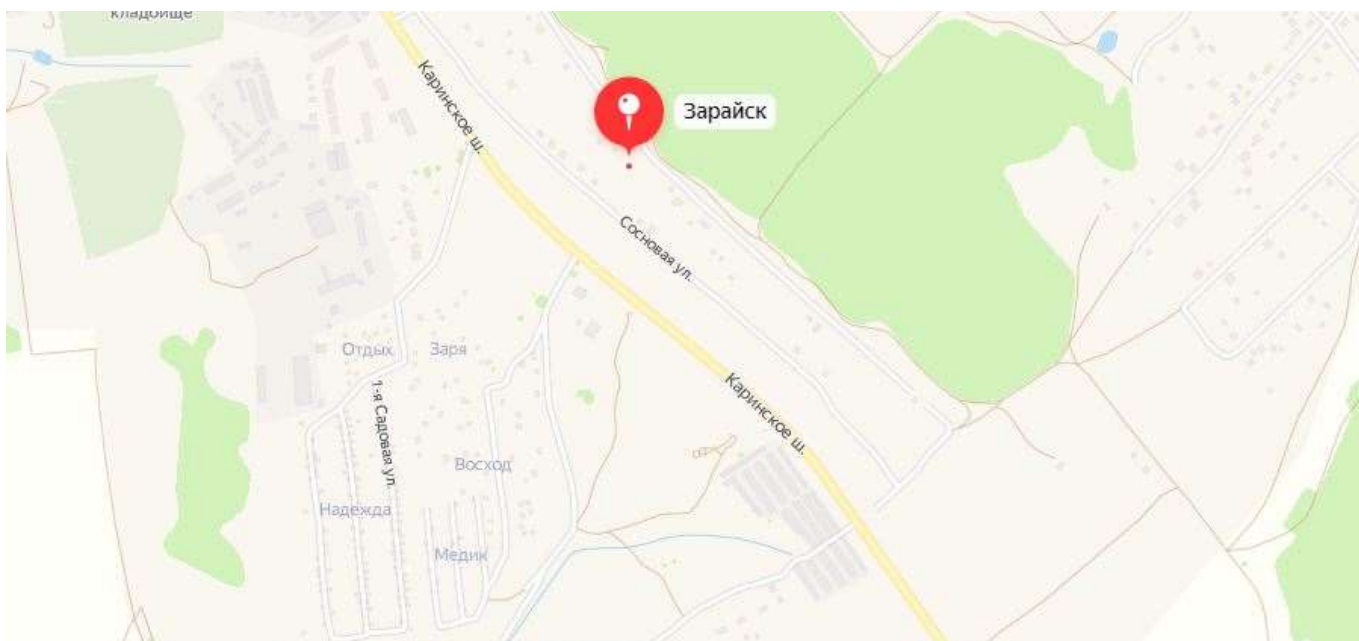 кладбище
Каринское ш.
Зарайск
Сосновая ул.
Отдых
Заря
1-я Садовая ул.
Каринское ш.
Восход
Надежда
Медик